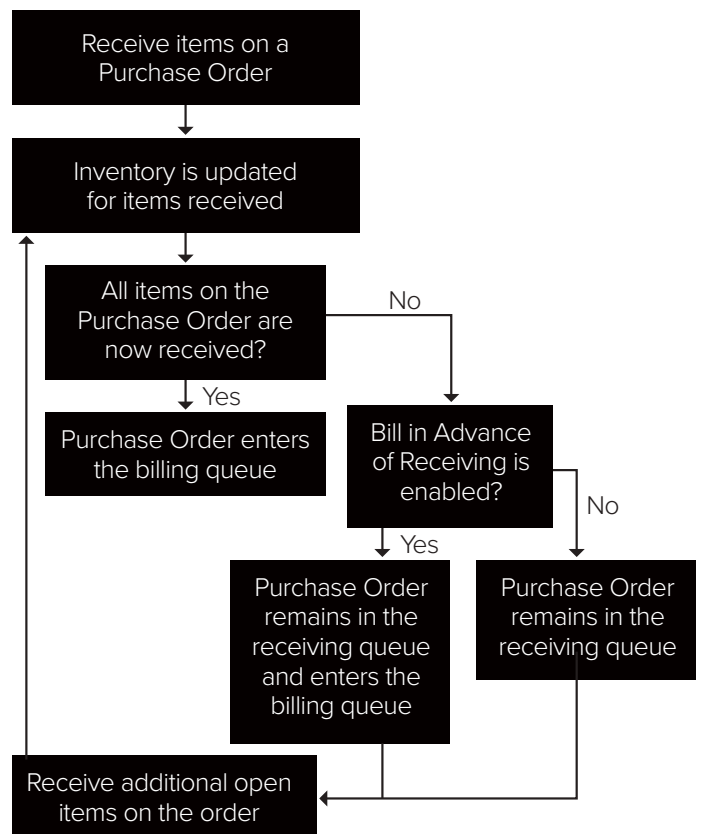 Receive items on a
Purchase Order
Inventory is updated
for items received
All items on the
Purchase Order are
now received?
No
Yes
Purchase Order enters
the billing queue
Bill in Advance
of Receiving is
enabled?
No
Yes
Purchase Order
remains in the
receiving queue
and enters the
billing queue
Purchase Order
remains in the
receiving queue
Receive additional open
items on the order